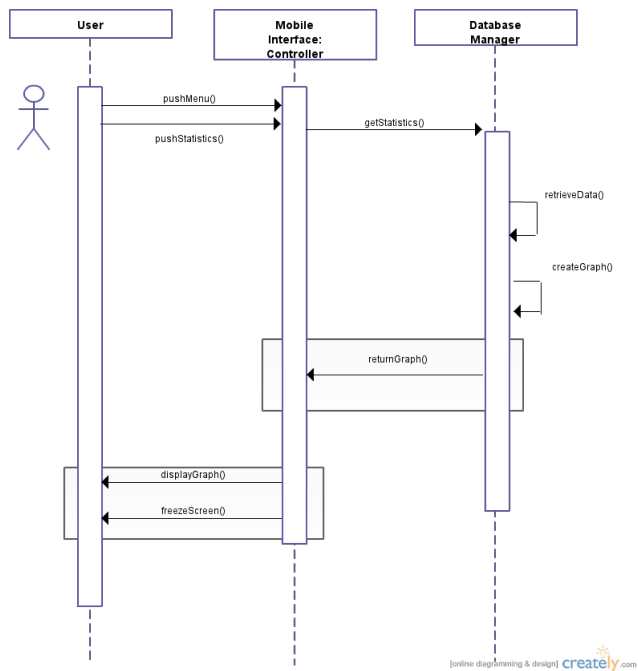 User
Mobile
Interface:
Controller
Database
Manager
pushMenu()
getStatistics()
pushStatistics()
retrieveData()
createGraph()
returnGraph()
displayGraph()
freezeScreen()
[online diagramming & design] creately.com